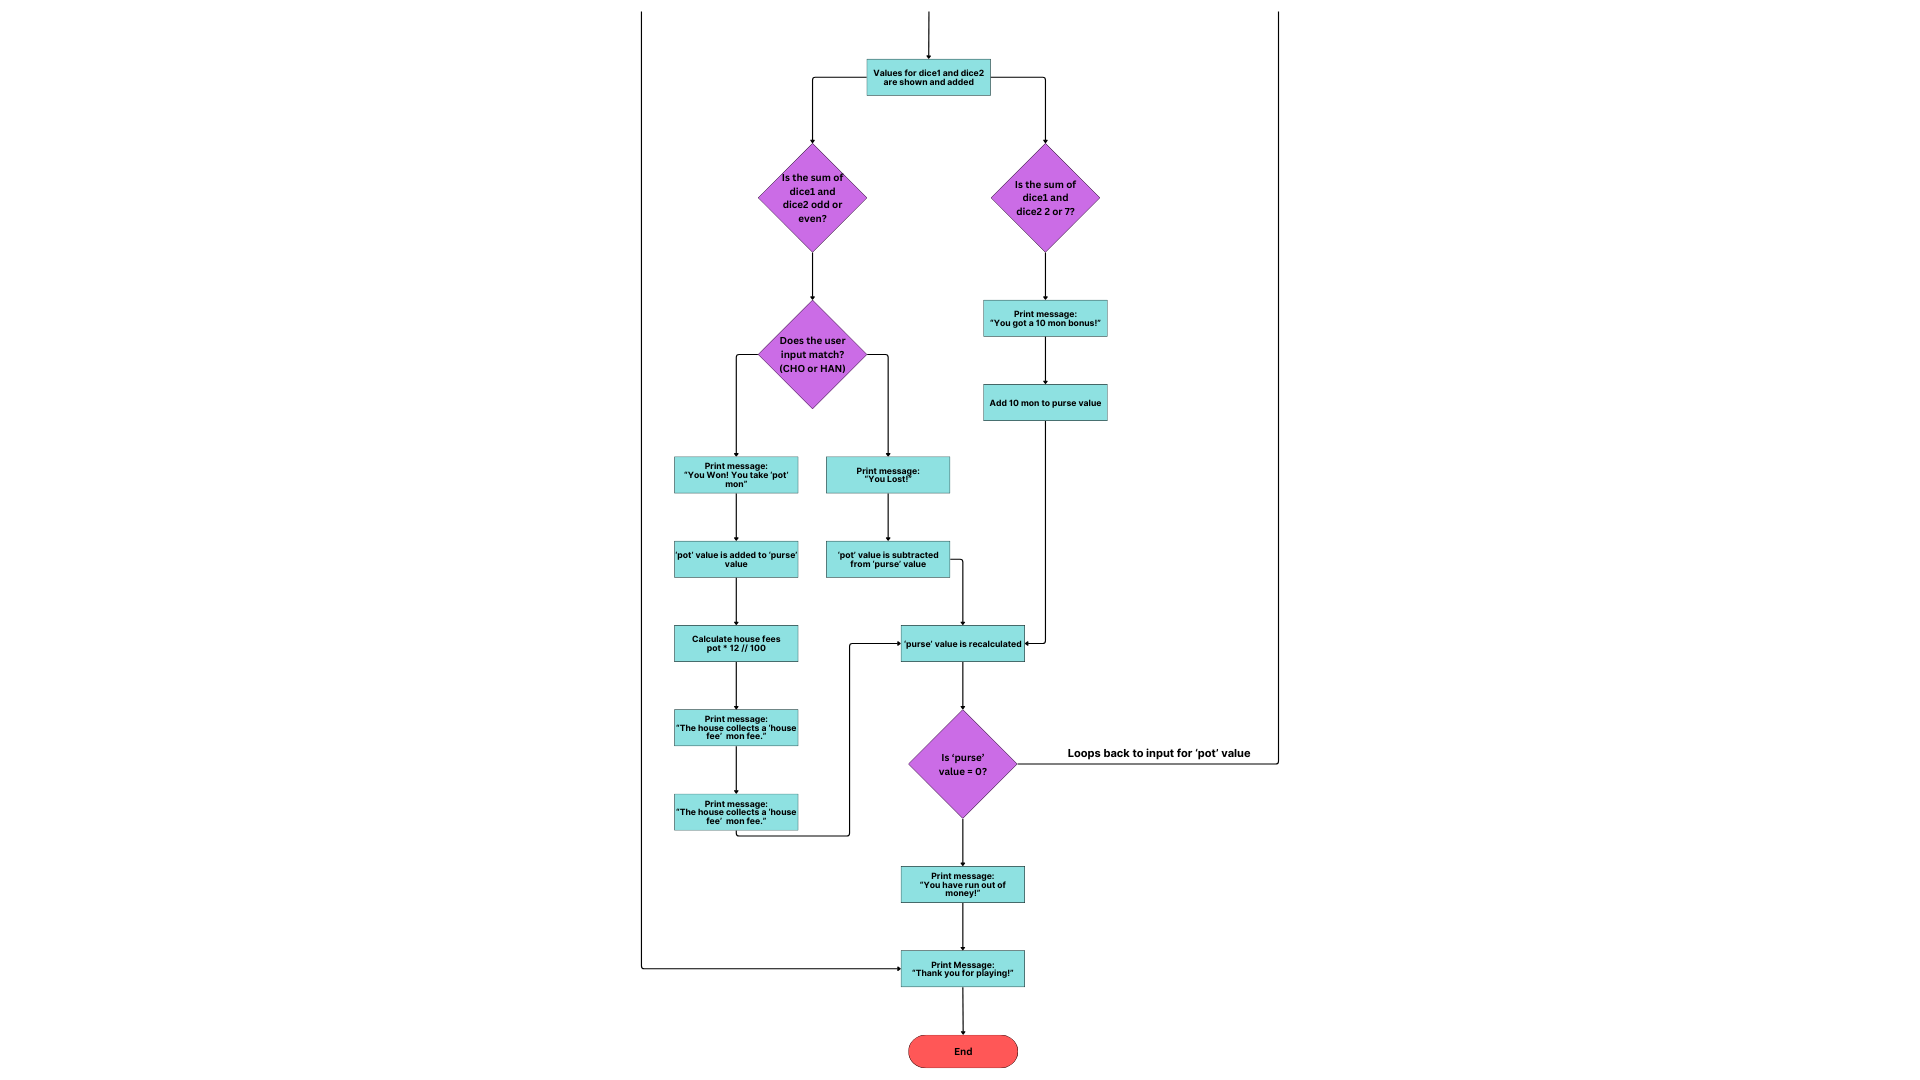 Values for dice1 and dice2
are shown and added
Is the sum of
dice1 and
dice2 odd or
even?
Is the sum of
dice1 and
dice2 2 or 7?
Print message:
“You got a 10 mon bonus!”
Does the user
input match?
(CHO or HAN)
Add 10 mon to purse value
Print message:
“You Won! You take ‘pot’
mon”
Print message:
“You Lost!”
‘pot’ value is added to ‘purse’
value
‘pot’ value is subtracted
from ‘purse’ value
Calculate house fees
pot * 12 // 100
‘purse’ value is recalculated
Print message:
“The house collects a ‘house
fee’  mon fee.”
Is ‘purse’
value = 0?
Loops back to input for ‘pot’ value
Print message:
“The house collects a ‘house
fee’  mon fee.”
Print message:
“You have run out of
money!”
Print Message:
“Thank you for playing!”
End